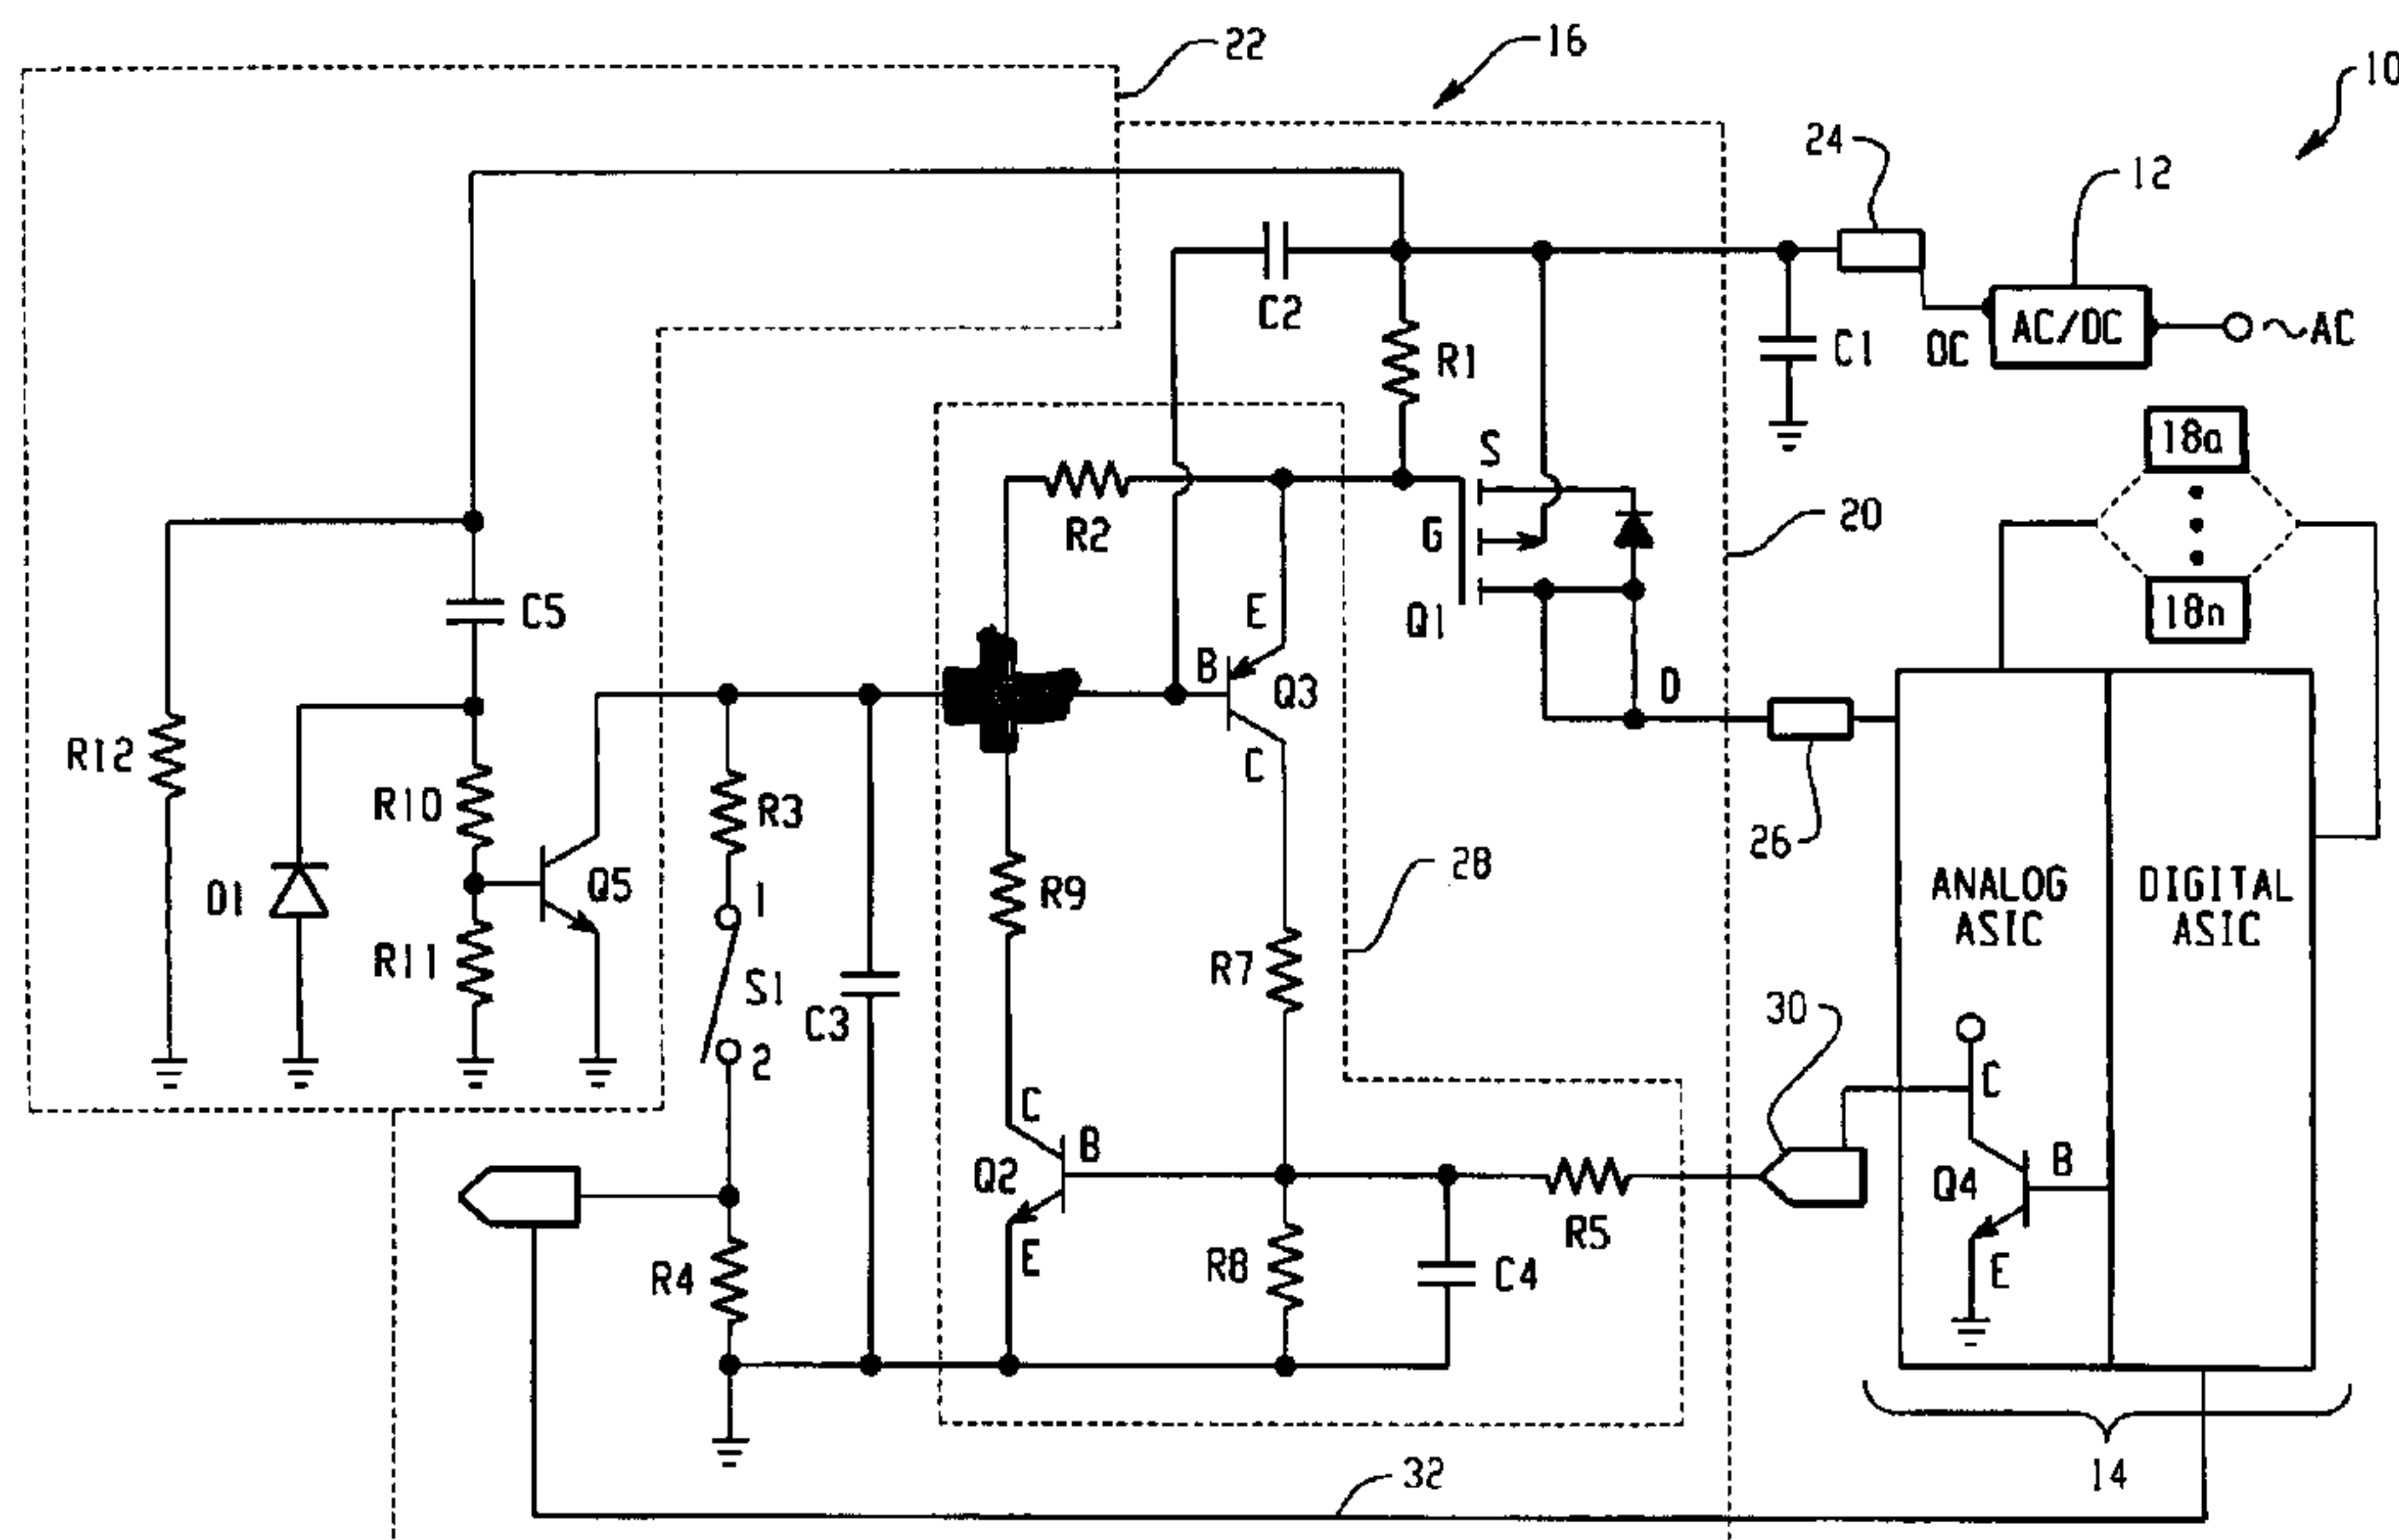 22
16
10
24
12
C2
R1
C1
DC
AC/DC
~AC
18a
S
R2
G
20
C5
E
Q1
18n
B
Q3
D
R12
C
R10
R3
26
D1
Q5
1
R9
28
ANALOG
ASIC
DIGITAL
ASIC
R11
S1
R7
C3
30
2
C
C
B
Q2
B
Q4
R5
E
R8
C4
E
R4
32
14